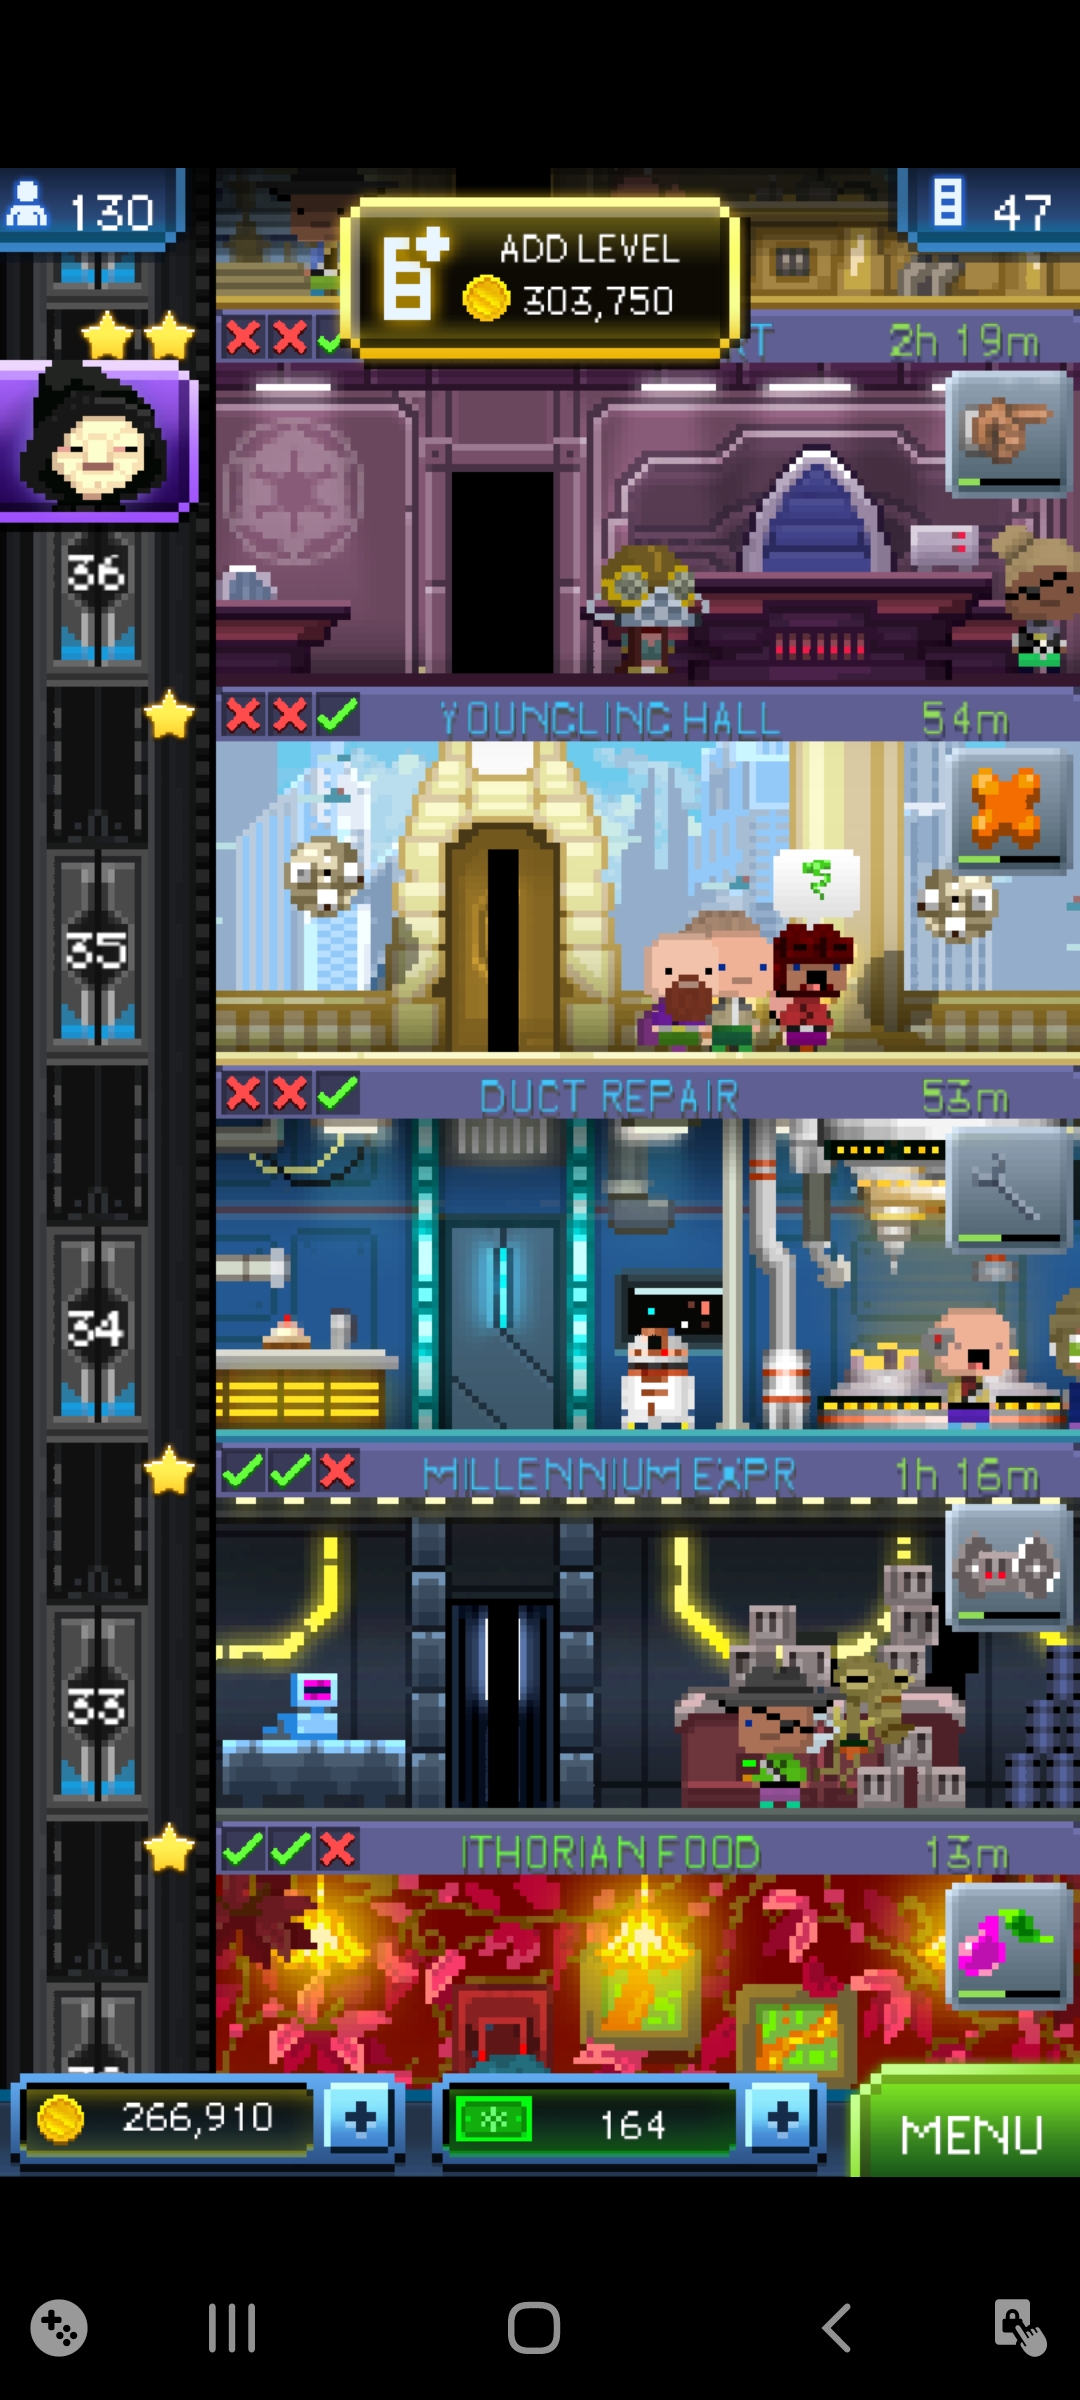 130
47
ADD LEVEL
303,750
2h 19m
36
YOUNGLING HALL
54m
35
DUCT REPAIR
53m
34
MILLENNIUM EXPR
1h 16m
33
ITHORIAN FOOD
13m
266,910
164
MENU